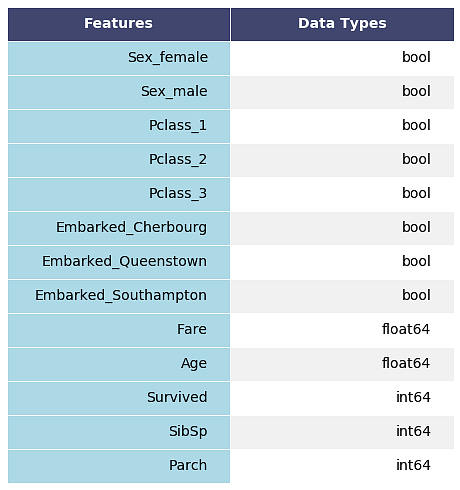 Features Data Types
Sex_female bool
Sex_male bool
Pclass_1 bool
Pclass_2 bool
Pclass_3 bool
Embarked_Cherbourg bool
Embarked_Queenstown bool
Embarked_Southampton bool
Fare float64
Age float64
Survived int64
SibSp int64
Parch int64